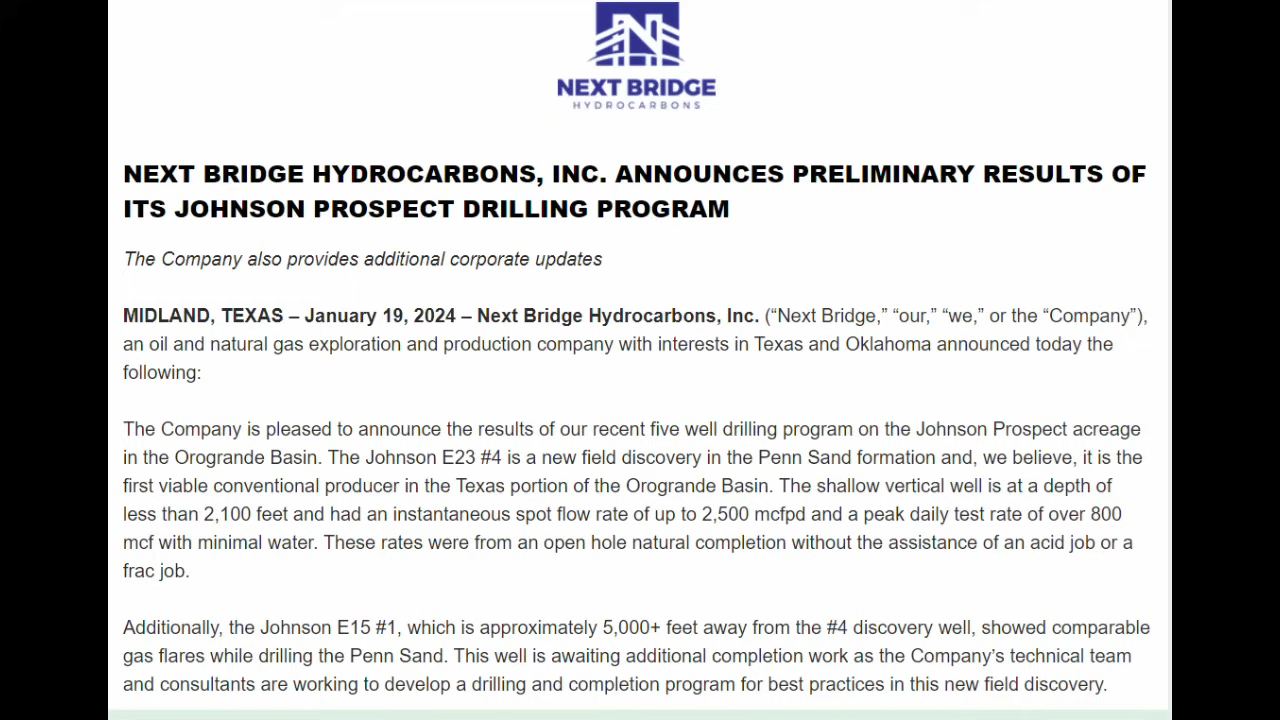 NEXT BRIDGE
HYDROCARBONS
NEXT BRIDGE HYDROCARBONS, INC. ANNOUNCES PRELIMINARY RESULTS OF
ITS JOHNSON PROSPECT DRILLING PROGRAM
The Company also provides additional corporate updates
MIDLAND, TEXAS – January 19, 2024 – Next Bridge Hydrocarbons, Inc. (“Next Bridge,” “our,” “we,” or the “Company”),
an oil and natural gas exploration and production company with interests in Texas and Oklahoma announced today the
following:
The Company is pleased to announce the results of our recent five well drilling program on the Johnson Prospect acreage
in the Orogrande Basin. The Johnson E23 #4 is a new field discovery in the Penn Sand formation and, we believe, it is the
first viable conventional producer in the Texas portion of the Orogrande Basin. The shallow vertical well is at a depth of
less than 2,100 feet and had an instantaneous spot flow rate of up to 2,500 mcfpd and a peak daily test rate of over 800
mcf with minimal water. These rates were from an open hole natural completion without the assistance of an acid job or a
frac job.
Additionally, the Johnson E15 #1, which is approximately 5,000+ feet away from the #4 discovery well, showed comparable
gas flares while drilling the Penn Sand. This well is awaiting additional completion work as the Company’s technical team
and consultants are working to develop a drilling and completion program for best practices in this new field discovery.